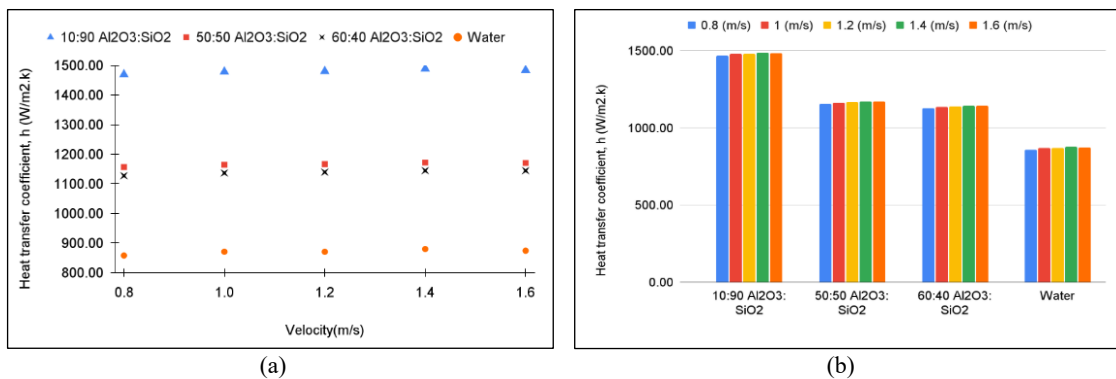 10:90 Al2O3:SiO2 50:50 Al2O3:SiO2 60:40 Al2O3:SiO2 Water
Heat transfer coefficient, h (W/m2.k)
1500.00
1400.00
1300.00
1200.00
1100.00
1000.00
900.00
800.00
0.8 1.0 1.2 1.4 1.6
Velocity(m/s)
(a)
0.8 (m/s) 1 (m/s) 1.2 (m/s) 1.4 (m/s) 1.6 (m/s)
Heat transfer coefficient, h (W/m2.k)
1500.00
1000.00
500.00
0.00
10:90 Al2O3: 50:50 Al2O3: 60:40 Al2O3: Water
SiO2 SiO2 SiO2
(b)